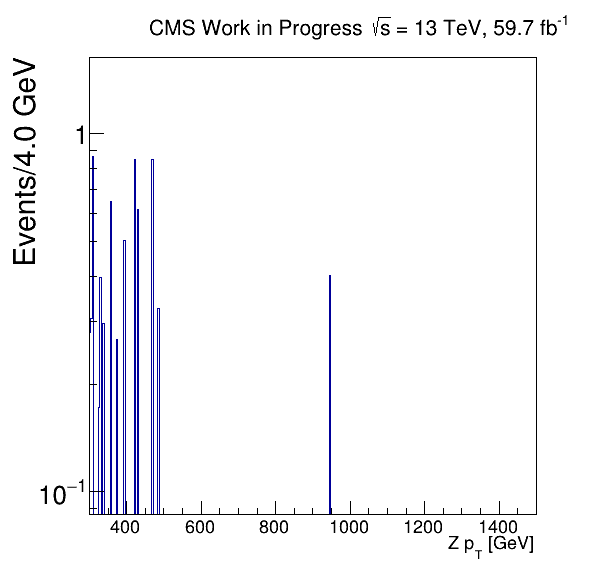 CMS Work in Progress √s = 13 TeV, 59.7 fb⁻¹
Events/4.0 GeV
1
10⁻¹
400 600 800 1000 1200 1400
Z p_T [GeV]